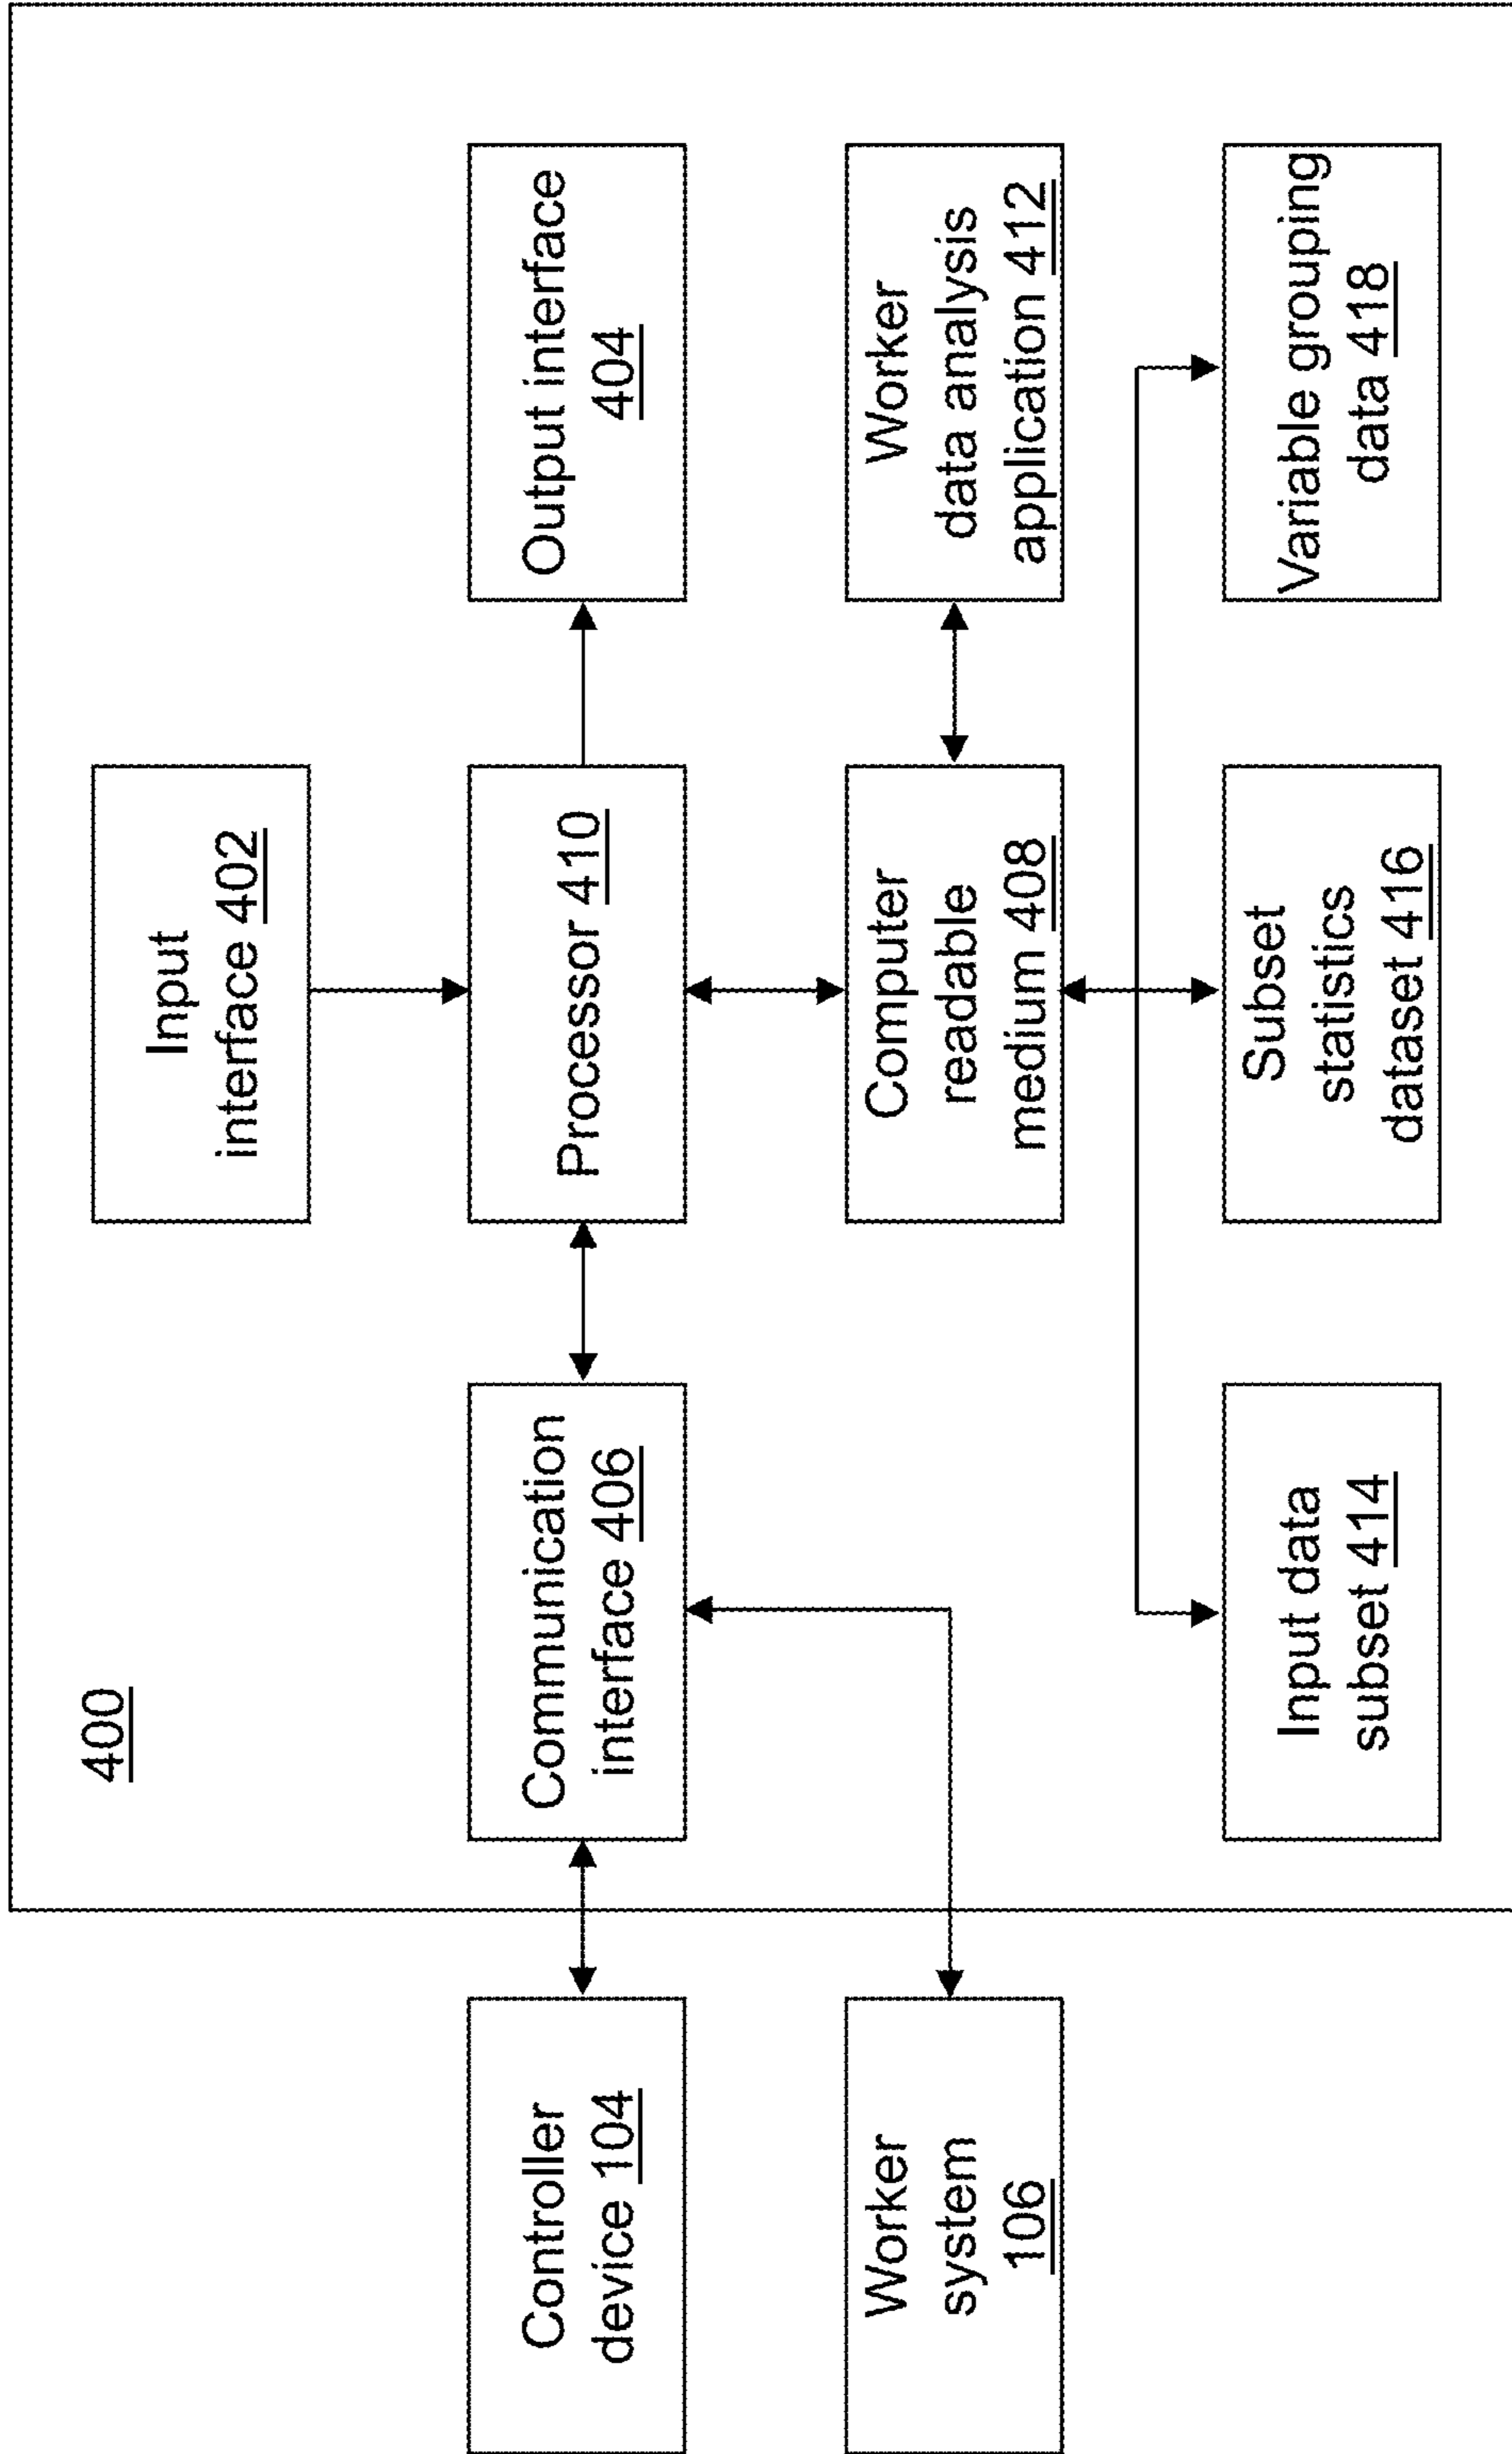 400
Input
interface 402
Controller
device 104
Communication
interface 406
Processor 410
Output interface
404
Worker
system
106
Computer
readable
medium 408
Worker
data analysis
application 412
Input data
subset 414
Subset
statistics
dataset 416
Variable grouping
data 418